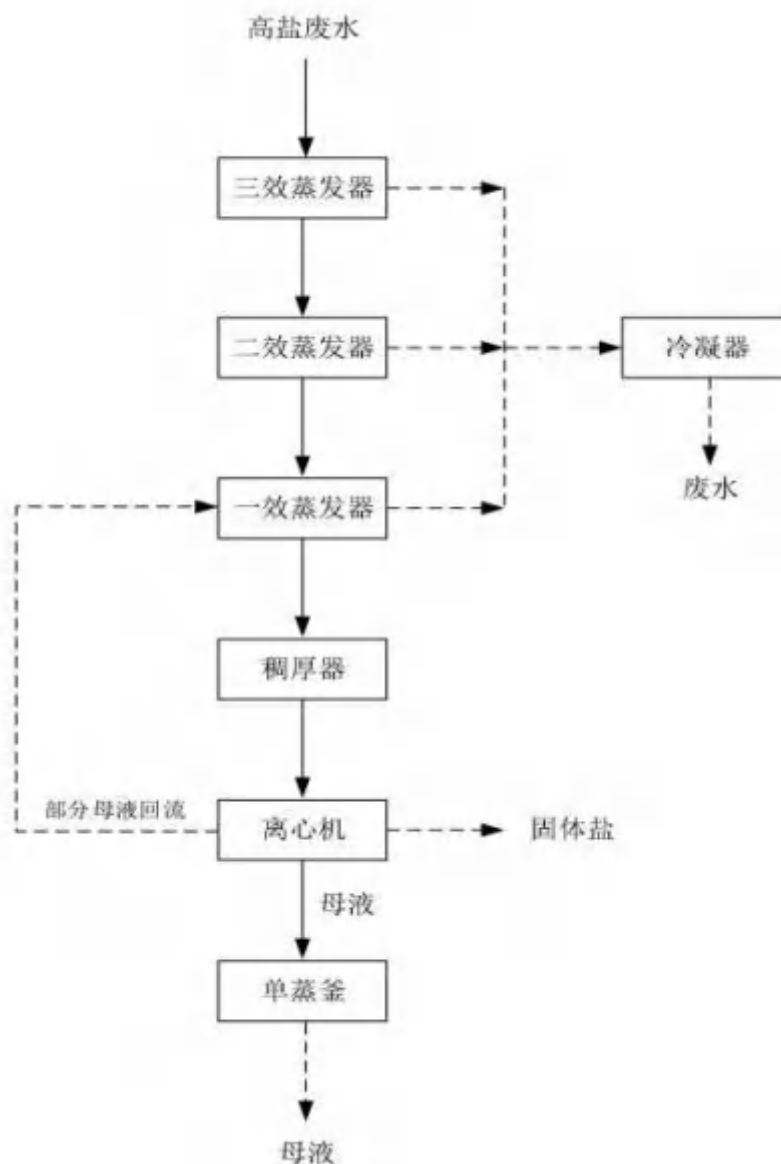 高盐废水
三效蒸发器
二效蒸发器
冷凝器
废水
一效蒸发器
稠厚器
部分母液回流
离心机
固体盐
母液
单蒸釜
母液